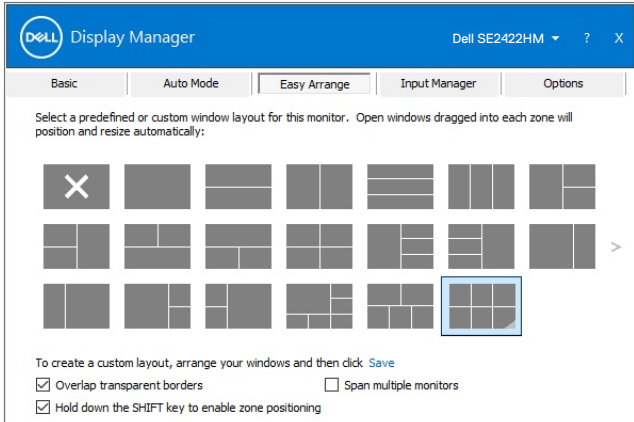 DELL Display Manager Dell SE2422HM ? X
Basic Auto Mode Easy Arrange Input Manager Options
Select a predefined or custom window layout for this monitor. Open windows dragged into each zone will
position and resize automatically:
To create a custom layout, arrange your windows and then click Save
Overlap transparent borders Span multiple monitors
Hold down the SHIFT key to enable zone positioning